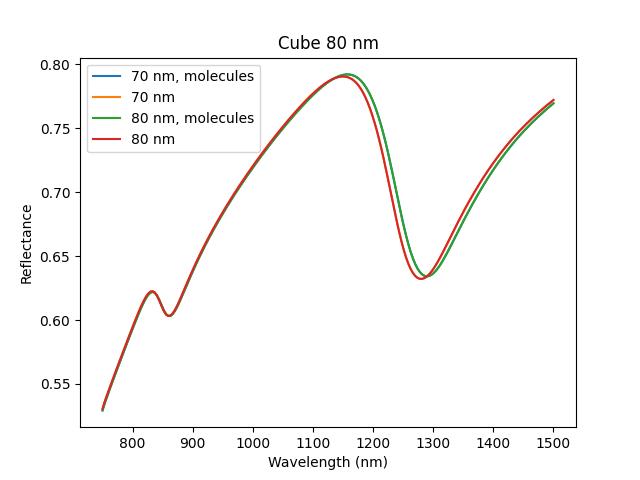 Cube 80 nm
70 nm, molecules
70 nm
80 nm, molecules
80 nm
0.80
0.75
0.70
0.65
0.60
0.55
Reflectance
800 900 1000 1100 1200 1300 1400 1500
Wavelength (nm)